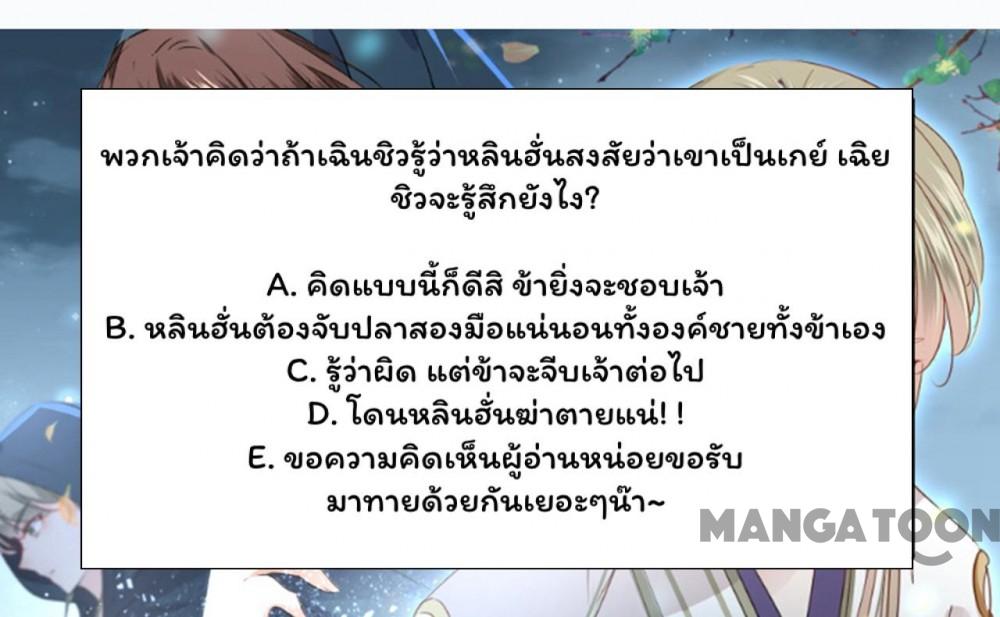 พวกเจ้าคิดว่าถ้าเฉินชิวรู้ว่าหลินฮั่นสงสัยว่าเขาเป็นเกย์ เฉิย
ชิวจะรู้สึกยังไง?
A. คิดแบบนี้ก็ดีสิ ข้ายิ่งจะชอบเจ้า
B. หลินฮั่นต้องจับปลาสองมือแน่นอนทั้งองค์ชายทั้งข้าเอง
C. รู้ว่าผิด แต่ข้าจะจีบเจ้าต่อไป
D. โดนหลินฮั่นฆ่าตายแน่! !
E. ขอความคิดเห็นผู้อ่านหน่อยขอรับ
มาทายด้วยกันเยอะๆน๊า~
MANGATOON